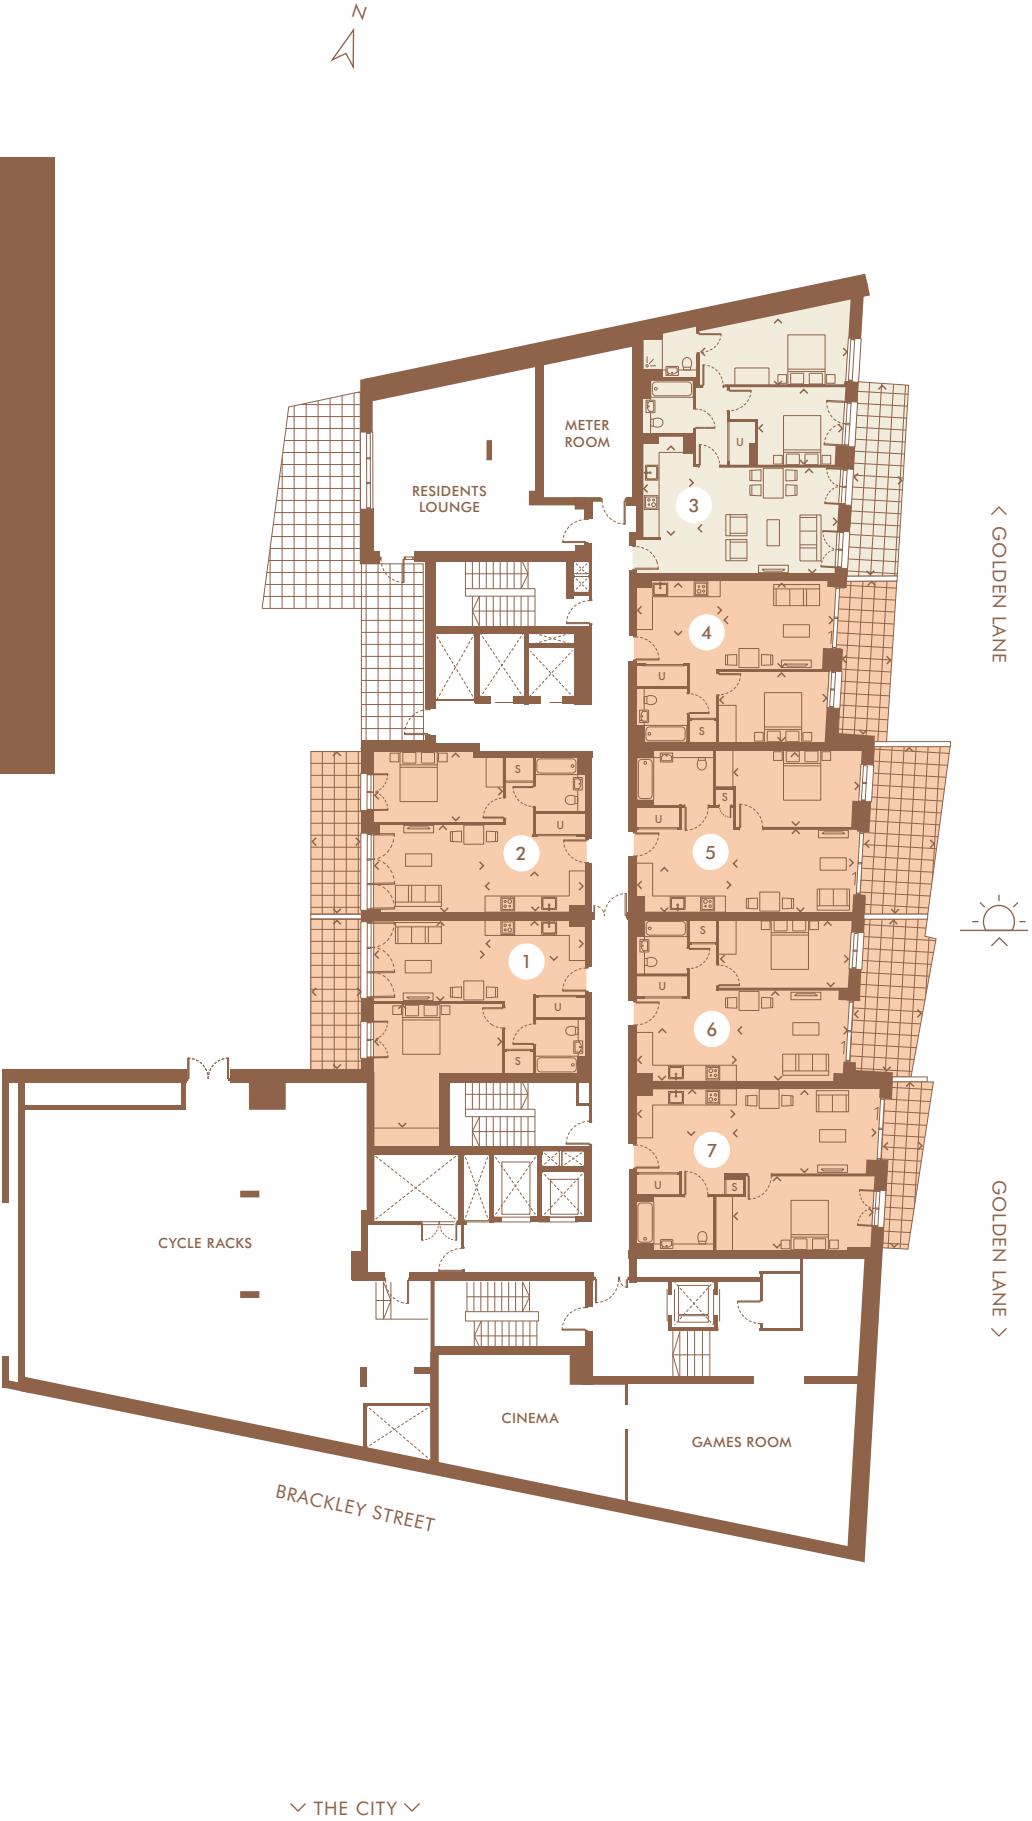 N
METER
ROOM
U
RESIDENTS
LOUNGE
3
GOLDEN LANE
4
U
S
S
2
U
S
U
5
1
U
S
S
U
6
7
U
S
CYCLE RACKS
GOLDEN LANE
CINEMA
GAMES ROOM
BRACKLEY STREET
THE CITY